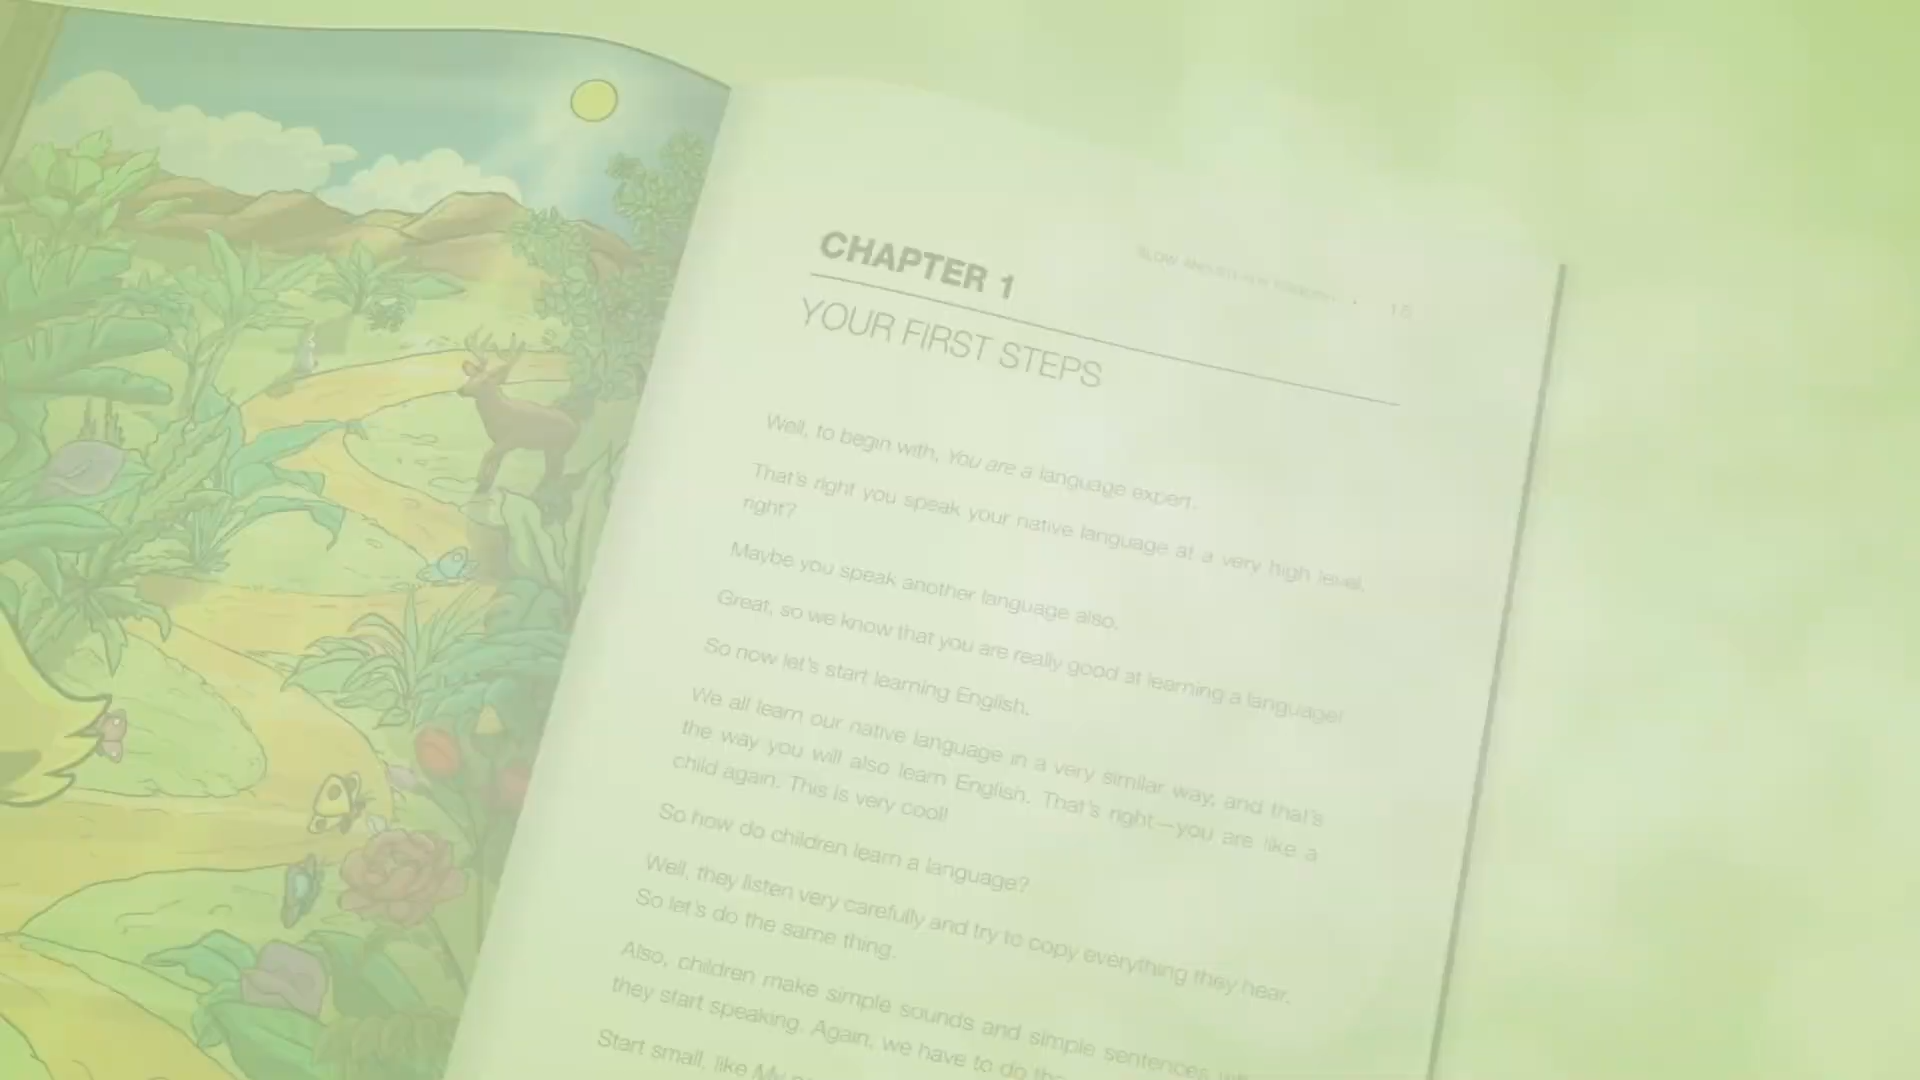 15
CHAPTER 1
YOUR FIRST STEPS
Well, to begin with, You are a language expert.
That's right you speak your native language at a very high level,
right?
Maybe you speak another language also.
Great, so we know that you are really good at learning a language!
So now let's start learning English.
We all learn our native language in a very similar way, and that's
the way you will also learn English. That's right—you are like a
child again. This is very cool!
So how do children learn a language?
Well, they listen very carefully and try to copy everything they hear.
So let's do the same thing.
Also, children make simple sounds and simple sentences
they start speaking. Again, we have to do
Start small, like My